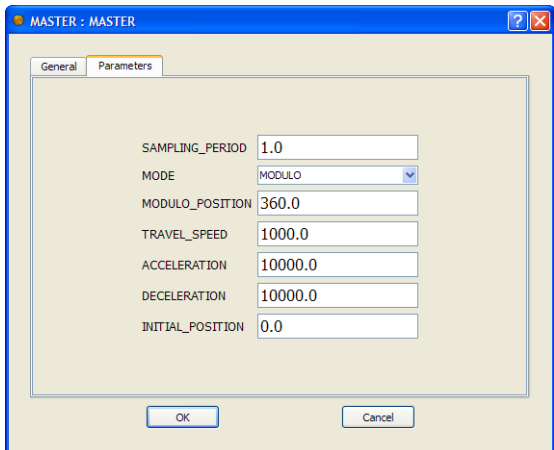 MASTER : MASTER
General Parameters
SAMPLING_PERIOD 1.0
MODE MODULO
MODULO_POSITION 360.0
TRAVEL_SPEED 1000.0
ACCELERATION 10000.0
DECELERATION 10000.0
INITIAL_POSITION 0.0
OK Cancel